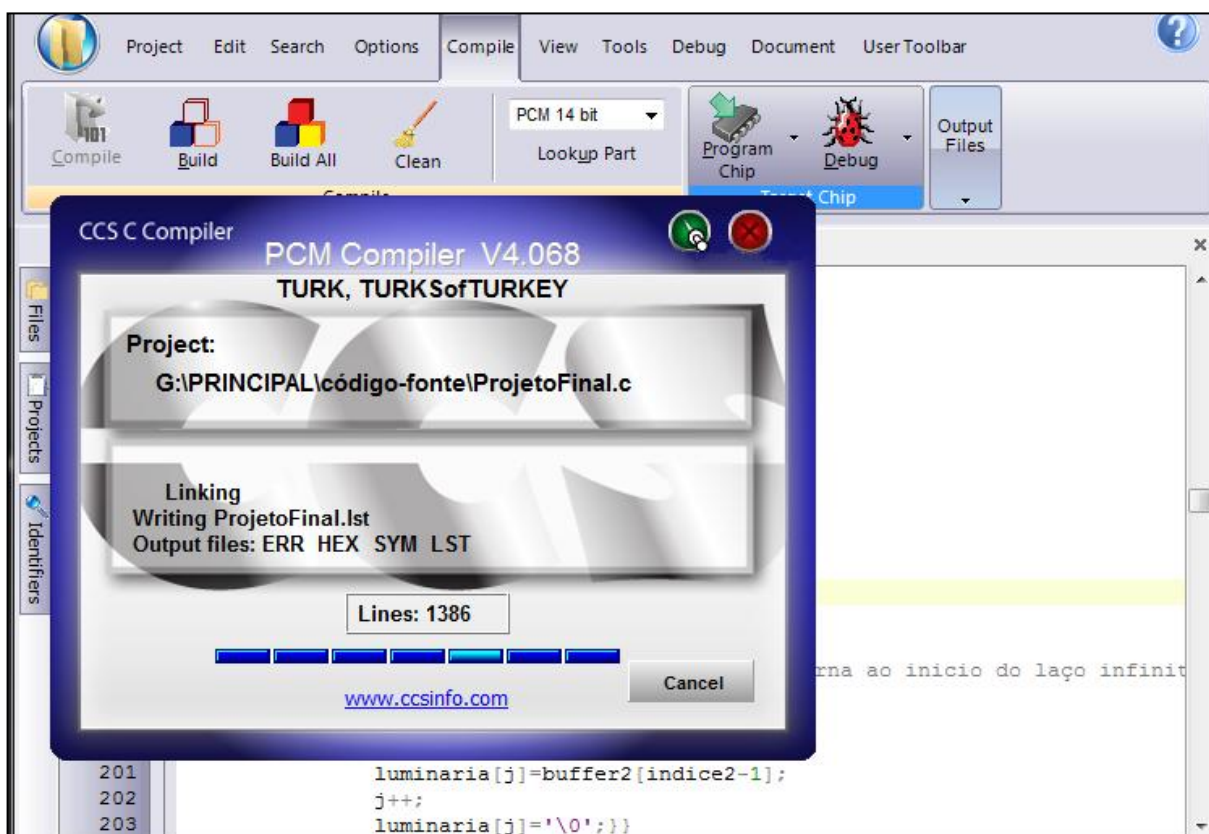 Project Edit Search Options Compile View Tools Debug Document User Toolbar
?
101
Compile
Build
Build All
Clean
PCM 14 bit
Lookup Part
Program
Chip
Debug
Output
Files
Target Chip
CCS C Compiler
PCM Compiler V4.068
TURK, TURKSofTURKEY
Project:
G:\PRINCIPAL\código-fonte\ProjetoFinal.c
Linking
Writing ProjetoFinal.lst
Output files: ERR HEX SYM LST
Lines: 1386
Cancel
www.ccsinfo.com
Files
Projects
Identifiers
rna ao inicio do laço infinit
201 luminaria[j]=buffer2[indice2-1];
202 j++;
203 luminaria[j]='\0';}}